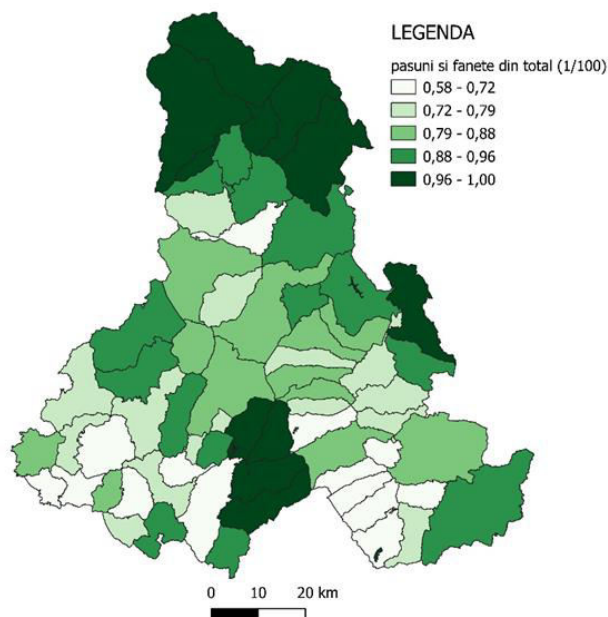 LEGENDA
pasuni si fanete din total (1/100)
0,58 - 0,72
0,72 - 0,79
0,79 - 0,88
0,88 - 0,96
0,96 - 1,00
0 10 20 km